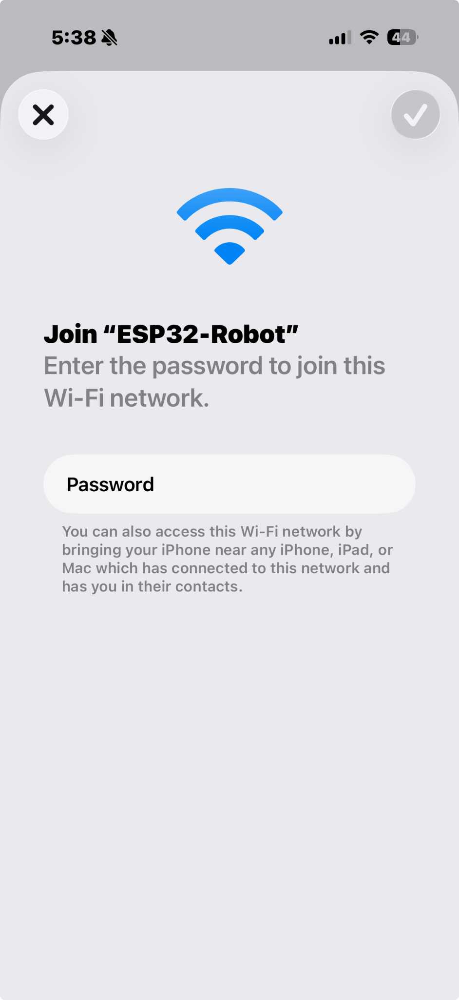 5:38
44
Join “ESP32-Robot”
Enter the password to join this
Wi-Fi network.
Password
You can also access this Wi-Fi network by
bringing your iPhone near any iPhone, iPad, or
Mac which has connected to this network and
has you in their contacts.